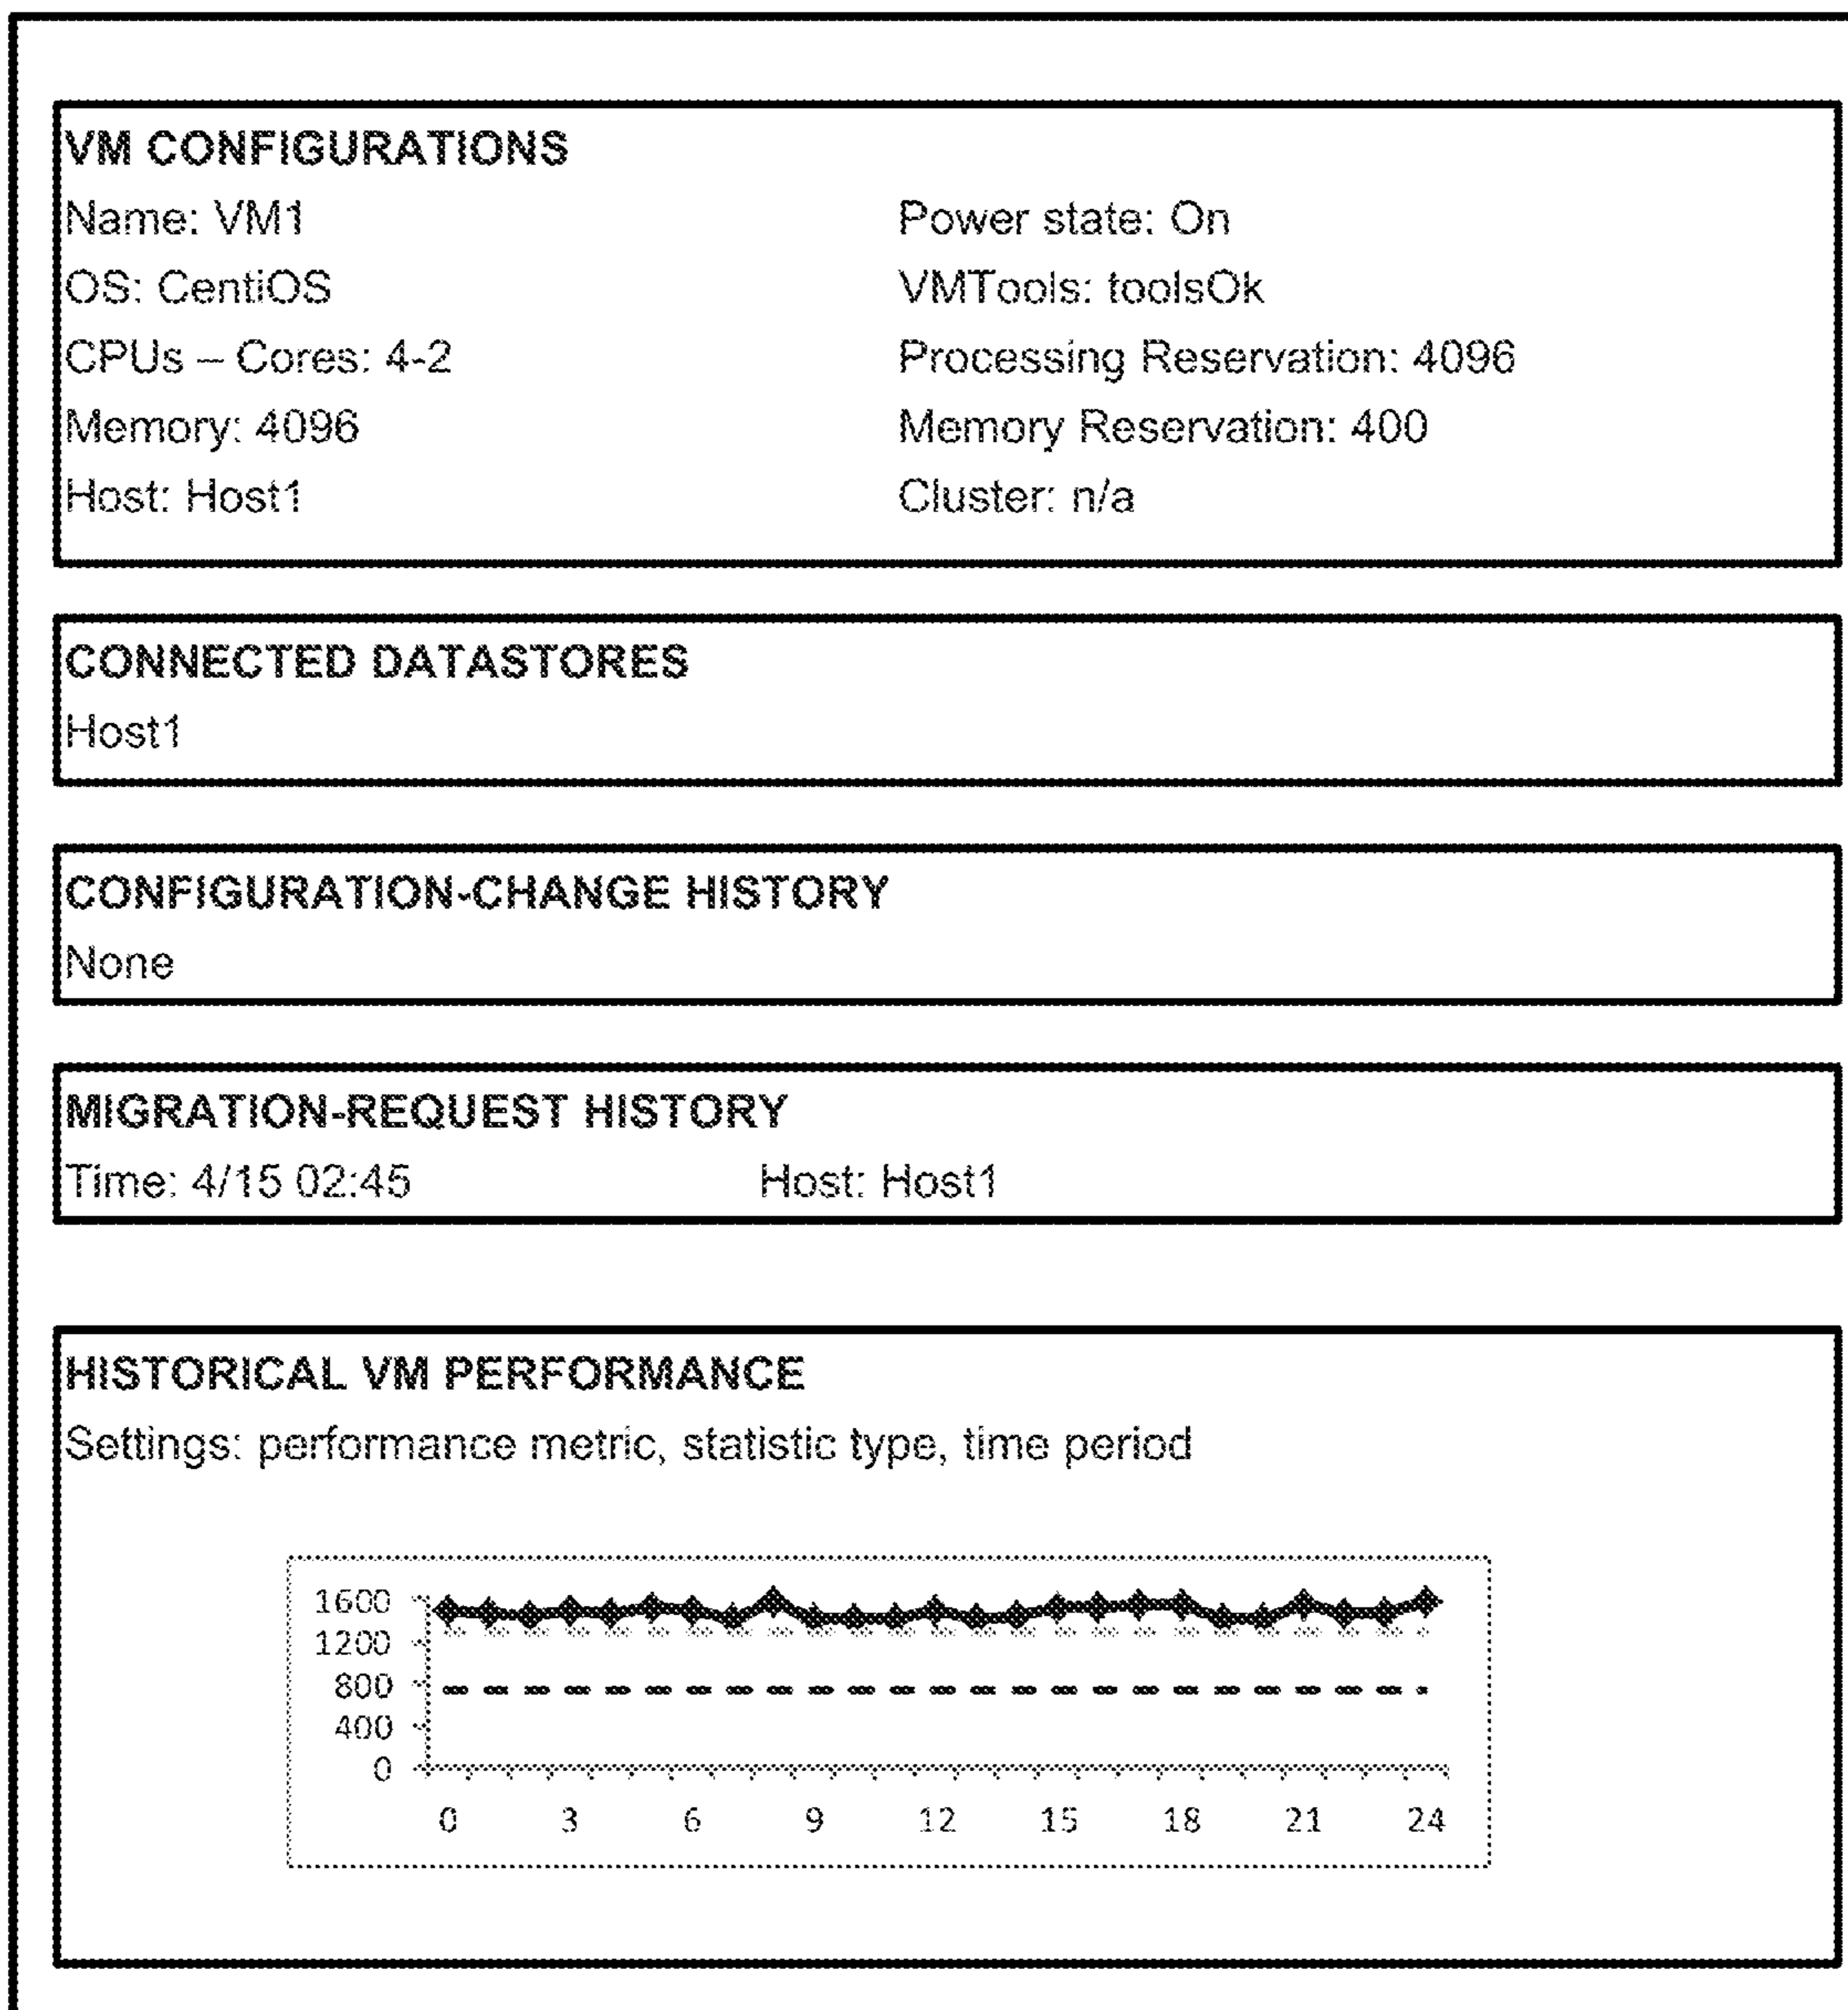 VM CONFIGURATIONS
Name: VM1 Power state: On
OS: CentiOS VMTools: toolsOk
CPUs – Cores: 4-2 Processing Reservation: 4096
Memory: 4096 Memory Reservation: 400
Host: Host1 Cluster: n/a
CONNECTED DATASTORES
Host1
CONFIGURATION-CHANGE HISTORY
None
MIGRATION-REQUEST HISTORY
Time: 4/15 02:45 Host: Host1
HISTORICAL VM PERFORMANCE
Settings: performance metric, statistic type, time period
1600
1200
800
400
0
0 3 6 9 12 15 18 21 24